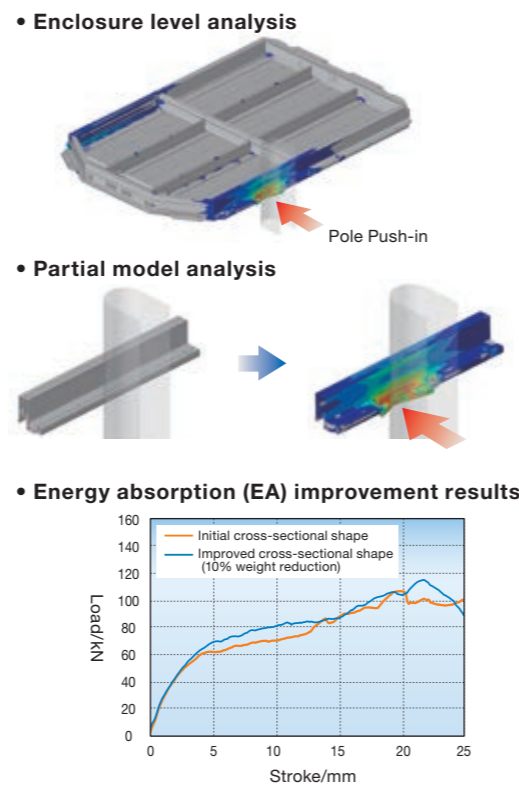 • Enclosure level analysis
Pole Push-in
• Partial model analysis
• Energy absorption (EA) improvement results
160
140
120
100
80
60
40
20
0
Load/kN
Initial cross-sectional shape
Improved cross-sectional shape
(10% weight reduction)
0 5 10 15 20 25
Stroke/mm